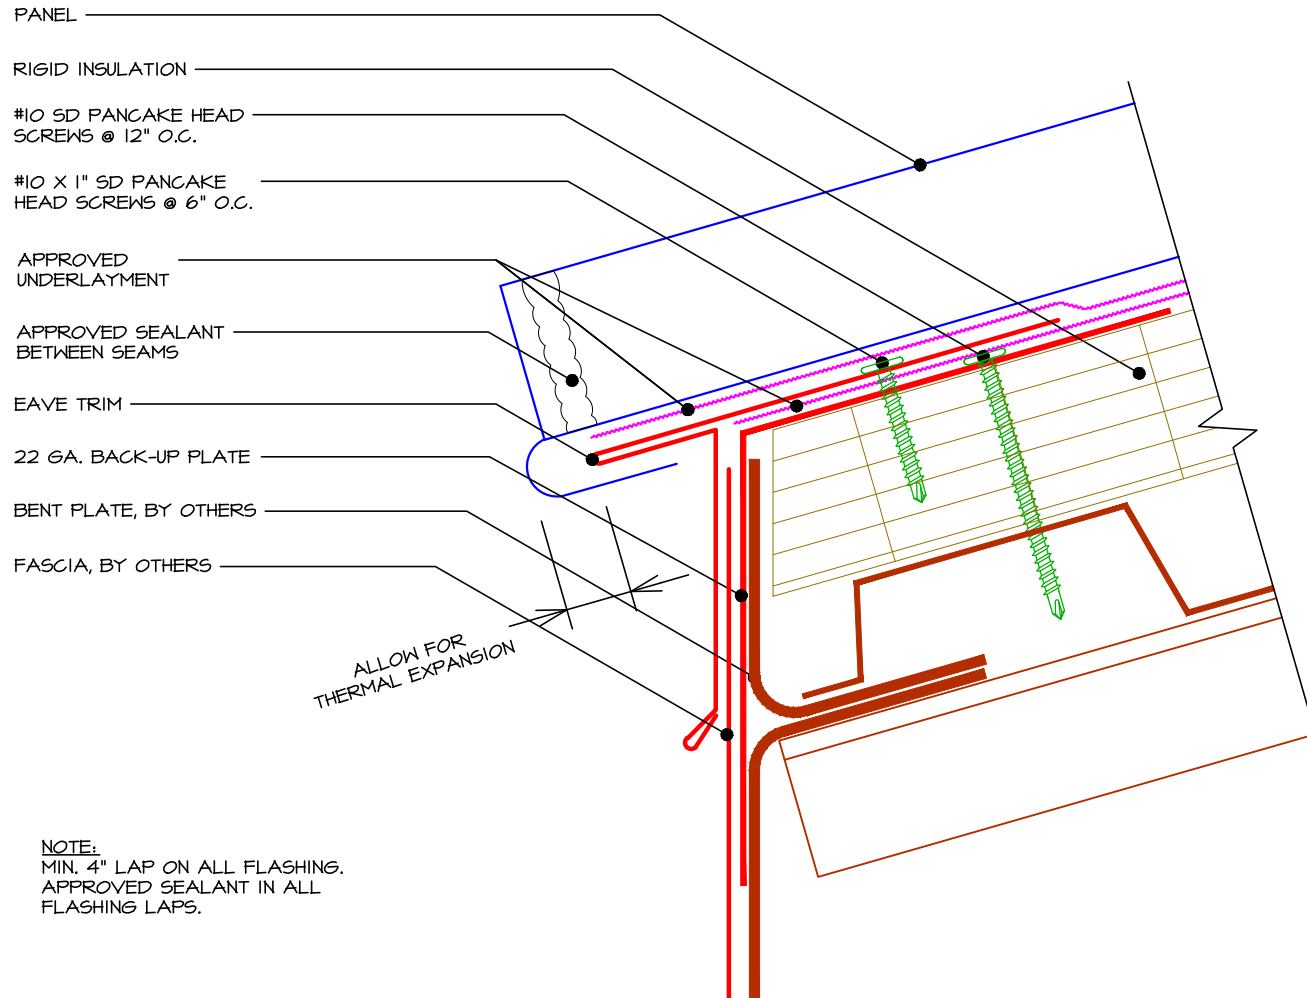 PANEL
RIGID INSULATION
#10 SD PANCAKE HEAD
SCREWS @ 12" O.C.
#10 X 1" SD PANCAKE
HEAD SCREWS @ 6" O.C.
APPROVED
UNDERLAYMENT
APPROVED SEALANT
BETWEEN SEAMS
EAVE TRIM
22 GA. BACK-UP PLATE
BENT PLATE, BY OTHERS
FASCIA, BY OTHERS
ALLOW FOR
THERMAL EXPANSION
NOTE:
MIN. 4" LAP ON ALL FLASHING.
APPROVED SEALANT IN ALL
FLASHING LAPS.